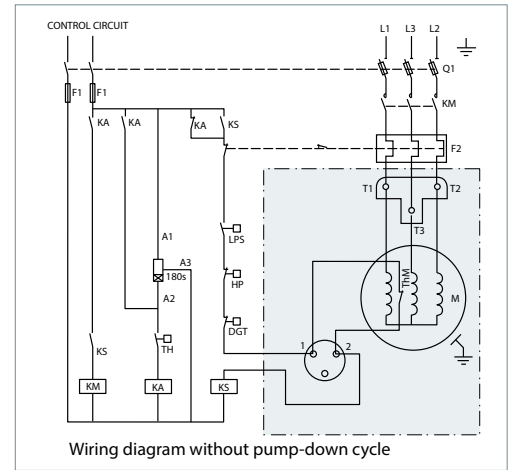 CONTROL CIRCUIT
L1 L3 L2
Q1
F1 F1
KM
KA KA KA KS
F2
T1 T2
T3
LPS
A1
A3
180s
HP
ThM
M
A2
DGT
1 2
TH
KS
KM KA KS
Wiring diagram without pump-down cycle